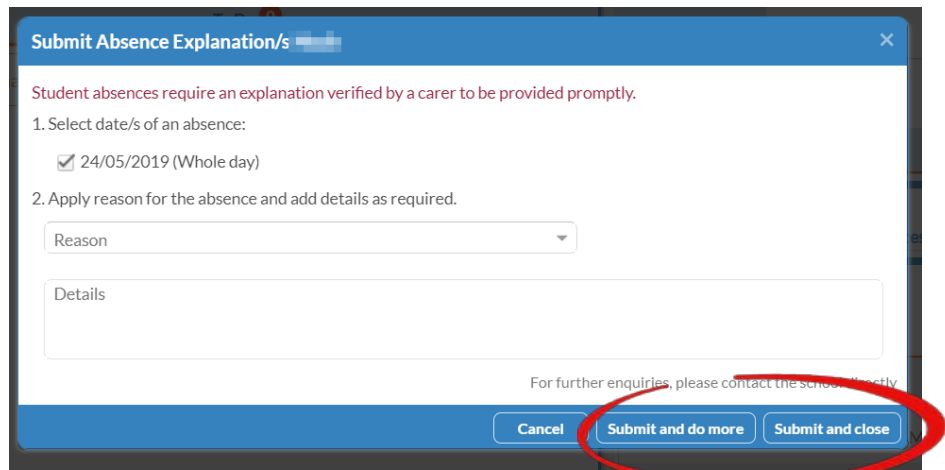 Submit Absence Explanation/s
Student absences require an explanation verified by a carer to be provided promptly.
1. Select date/s of an absence:
24/05/2019 (Whole day)
2. Apply reason for the absence and add details as required.
Reason
Details
For further enquiries, please contact the school directly
Cancel Submit and do more Submit and close